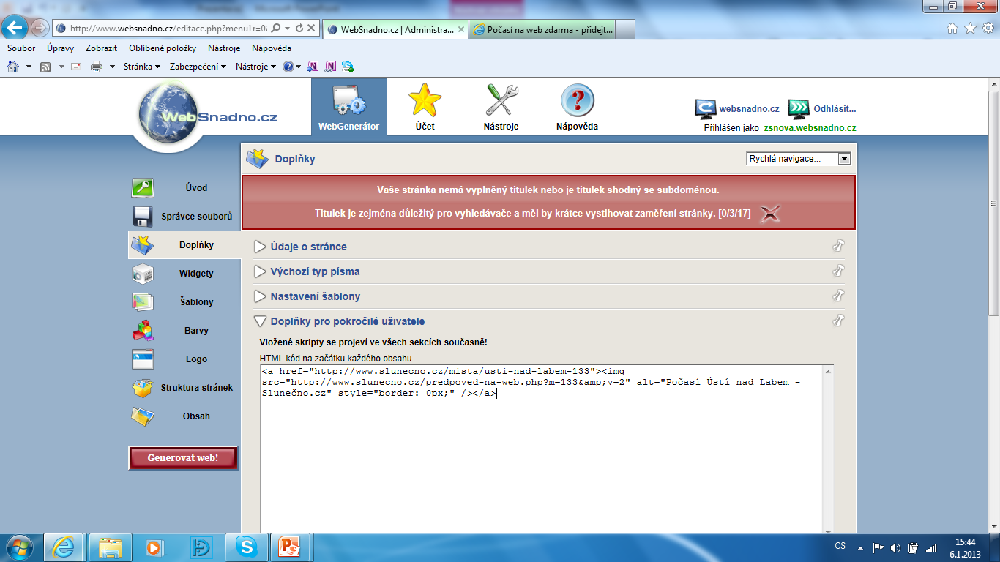 http://www.websnadno.cz/editace.php?menu1r=0
WebSnadno.cz | Administra...
Počasí na web zdarma - přidejt...
Soubor Úpravy Zobrazit Oblíbené položky Nástroje Nápověda
Stránka Zabezpečení Nástroje
WebSnadno.cz
WebGenerátor
Účet
Nástroje
Nápověda
websnadno.cz
Odhlásit...
Přihlášen jako zsnova.websnadno.cz
Doplňky
Rychlá navigace...
Vaše stránka nemá vyplněný titulek nebo je titulek shodný se subdoménou.
Titulek je zejména důležitý pro vyhledávače a měl by krátce vystihovat zaměření stránky. [0/3/17]
Úvod
Správce souborů
Doplňky
Widgety
Šablony
Barvy
Logo
Struktura stránek
Obsah
Generovat web!
Údaje o stránce
Výchozí typ písma
Nastavení šablony
Doplňky pro pokročilé uživatele
Vložené skripty se projeví ve všech sekcích současně!
HTML kód na začátku každého obsahu
<a href="http://www.slunecno.cz/mista/usti-nad-labem-133"><img
src="http://www.slunecno.cz/predpoved-na-web.php?m=133&amp;v=2" alt="Počasí Ústí nad Labem -
Slunečno.cz" style="border: 0px;" /></a>
CS
15:44
6.1.2013